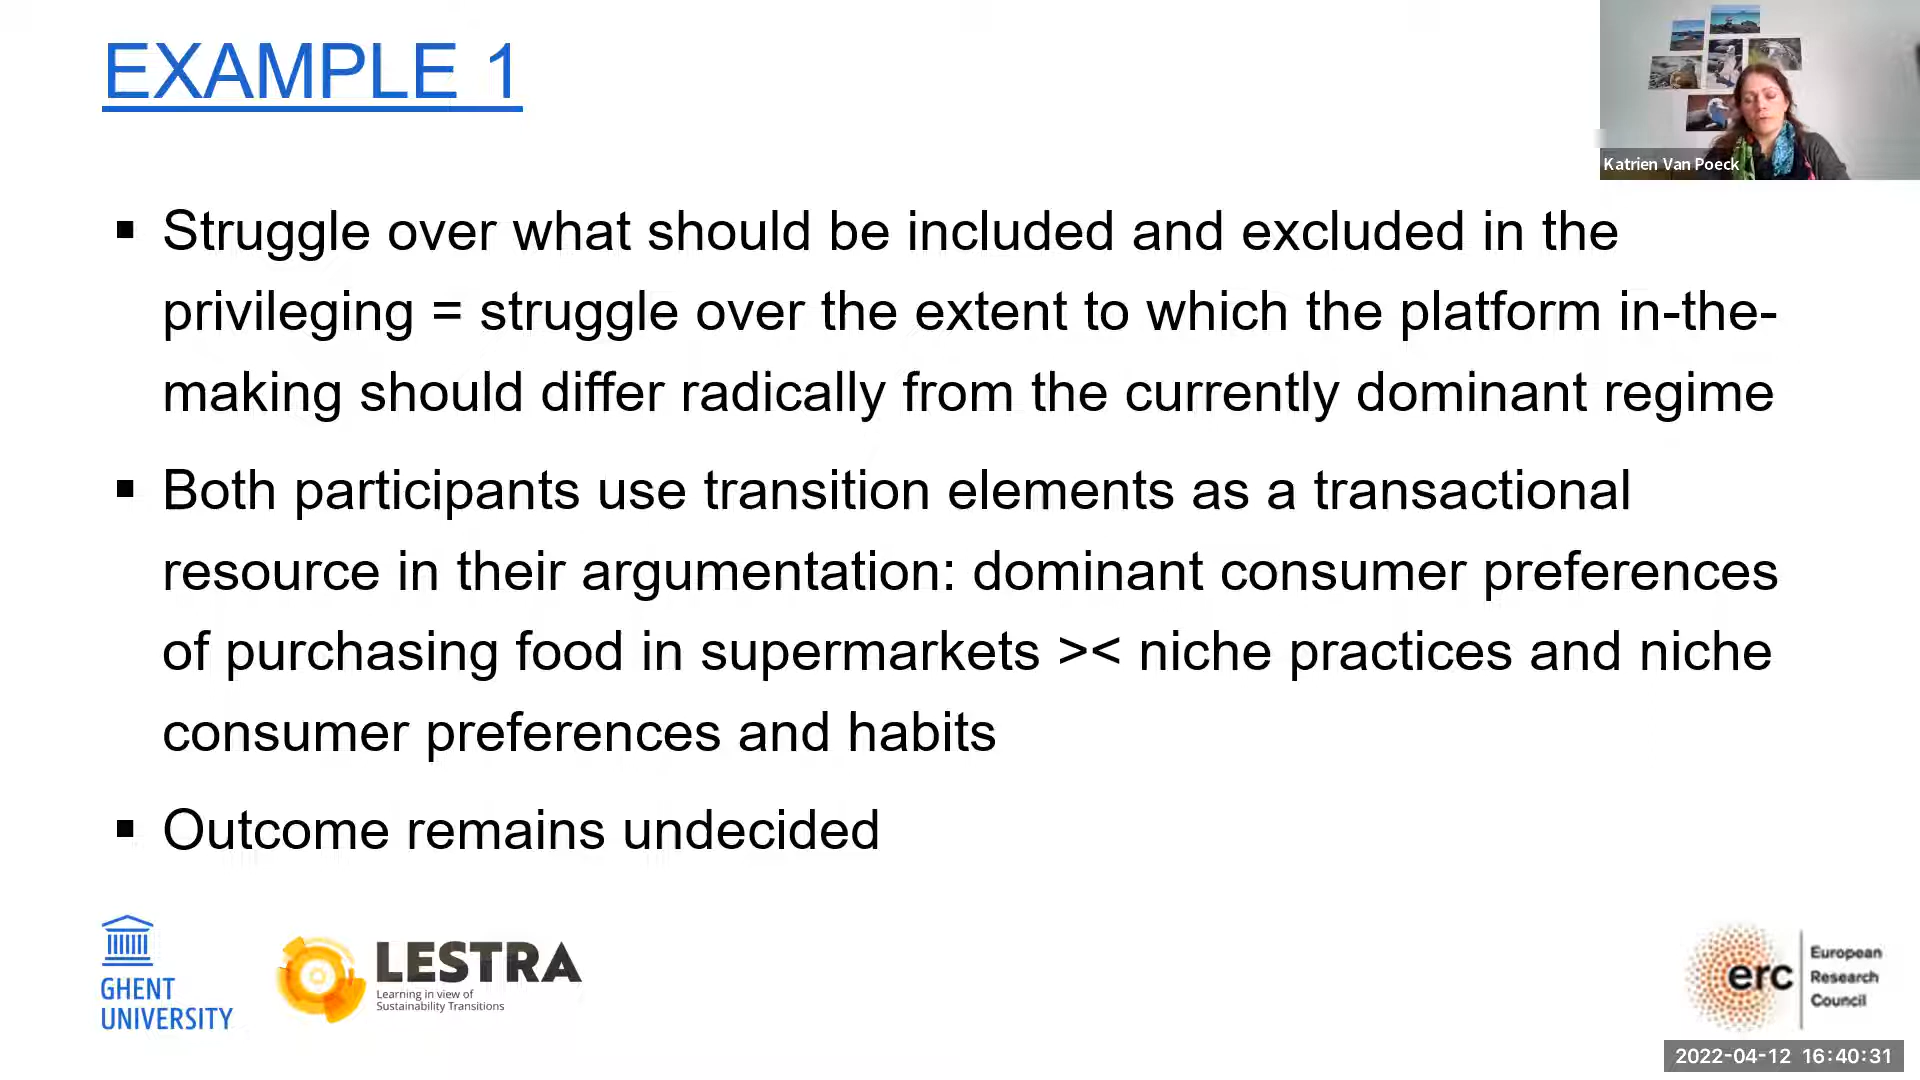 EXAMPLE 1
Katrien Van Poeck
▪ Struggle over what should be included and excluded in the
privileging = struggle over the extent to which the platform in-the-
making should differ radically from the currently dominant regime
▪ Both participants use transition elements as a transactional
resource in their argumentation: dominant consumer preferences
of purchasing food in supermarkets >< niche practices and niche
consumer preferences and habits
▪ Outcome remains undecided
GHENT
UNIVERSITY
LESTRA
Learning in view of
Sustainability Transitions
erc
European
Research
Council
2022-04-12 16:40:31